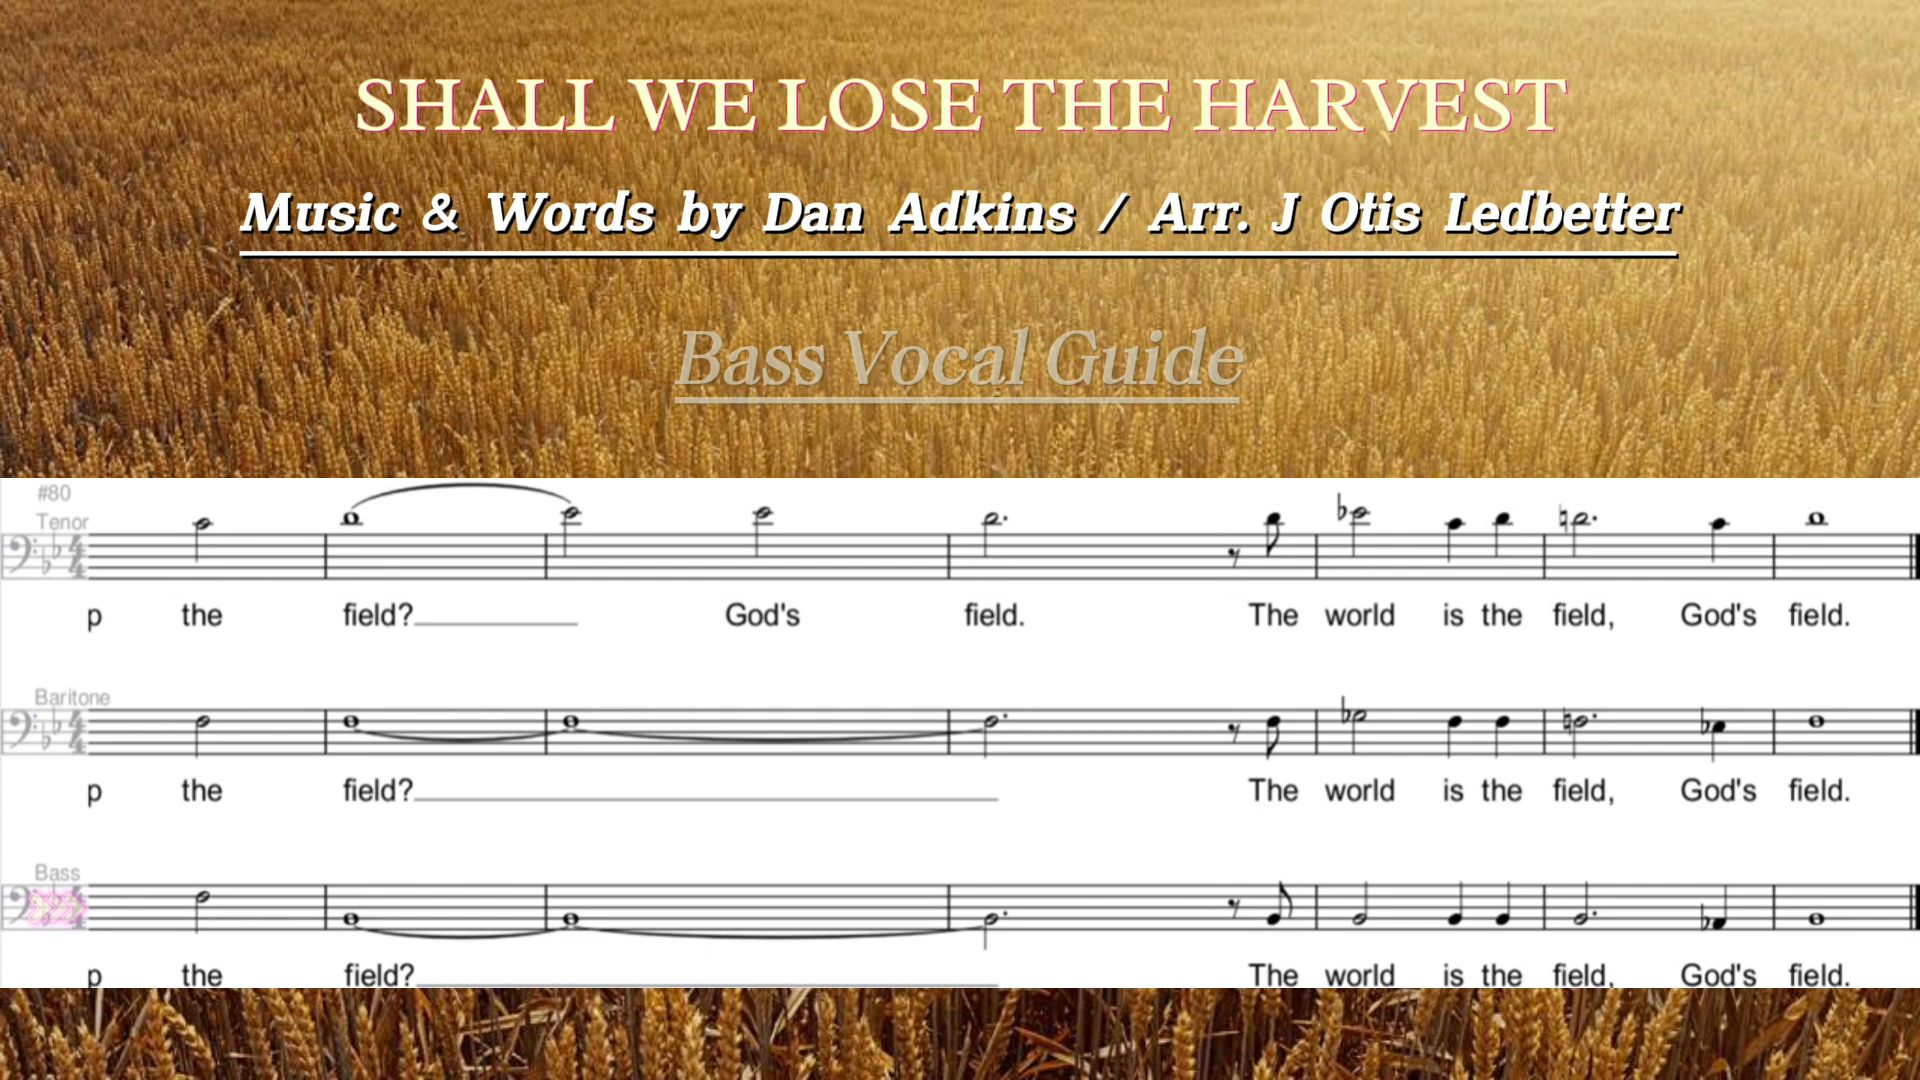 SHALL WE LOSE THE HARVEST
Music & Words by Dan Adkins / Arr. J Otis Ledbetter
Bass Vocal Guide
#80
Tenor
p the field? God's field. The world is the field, God's field.
Baritone
p the field? The world is the field, God's field.
Bass
p the field? The world is the field, God's field.